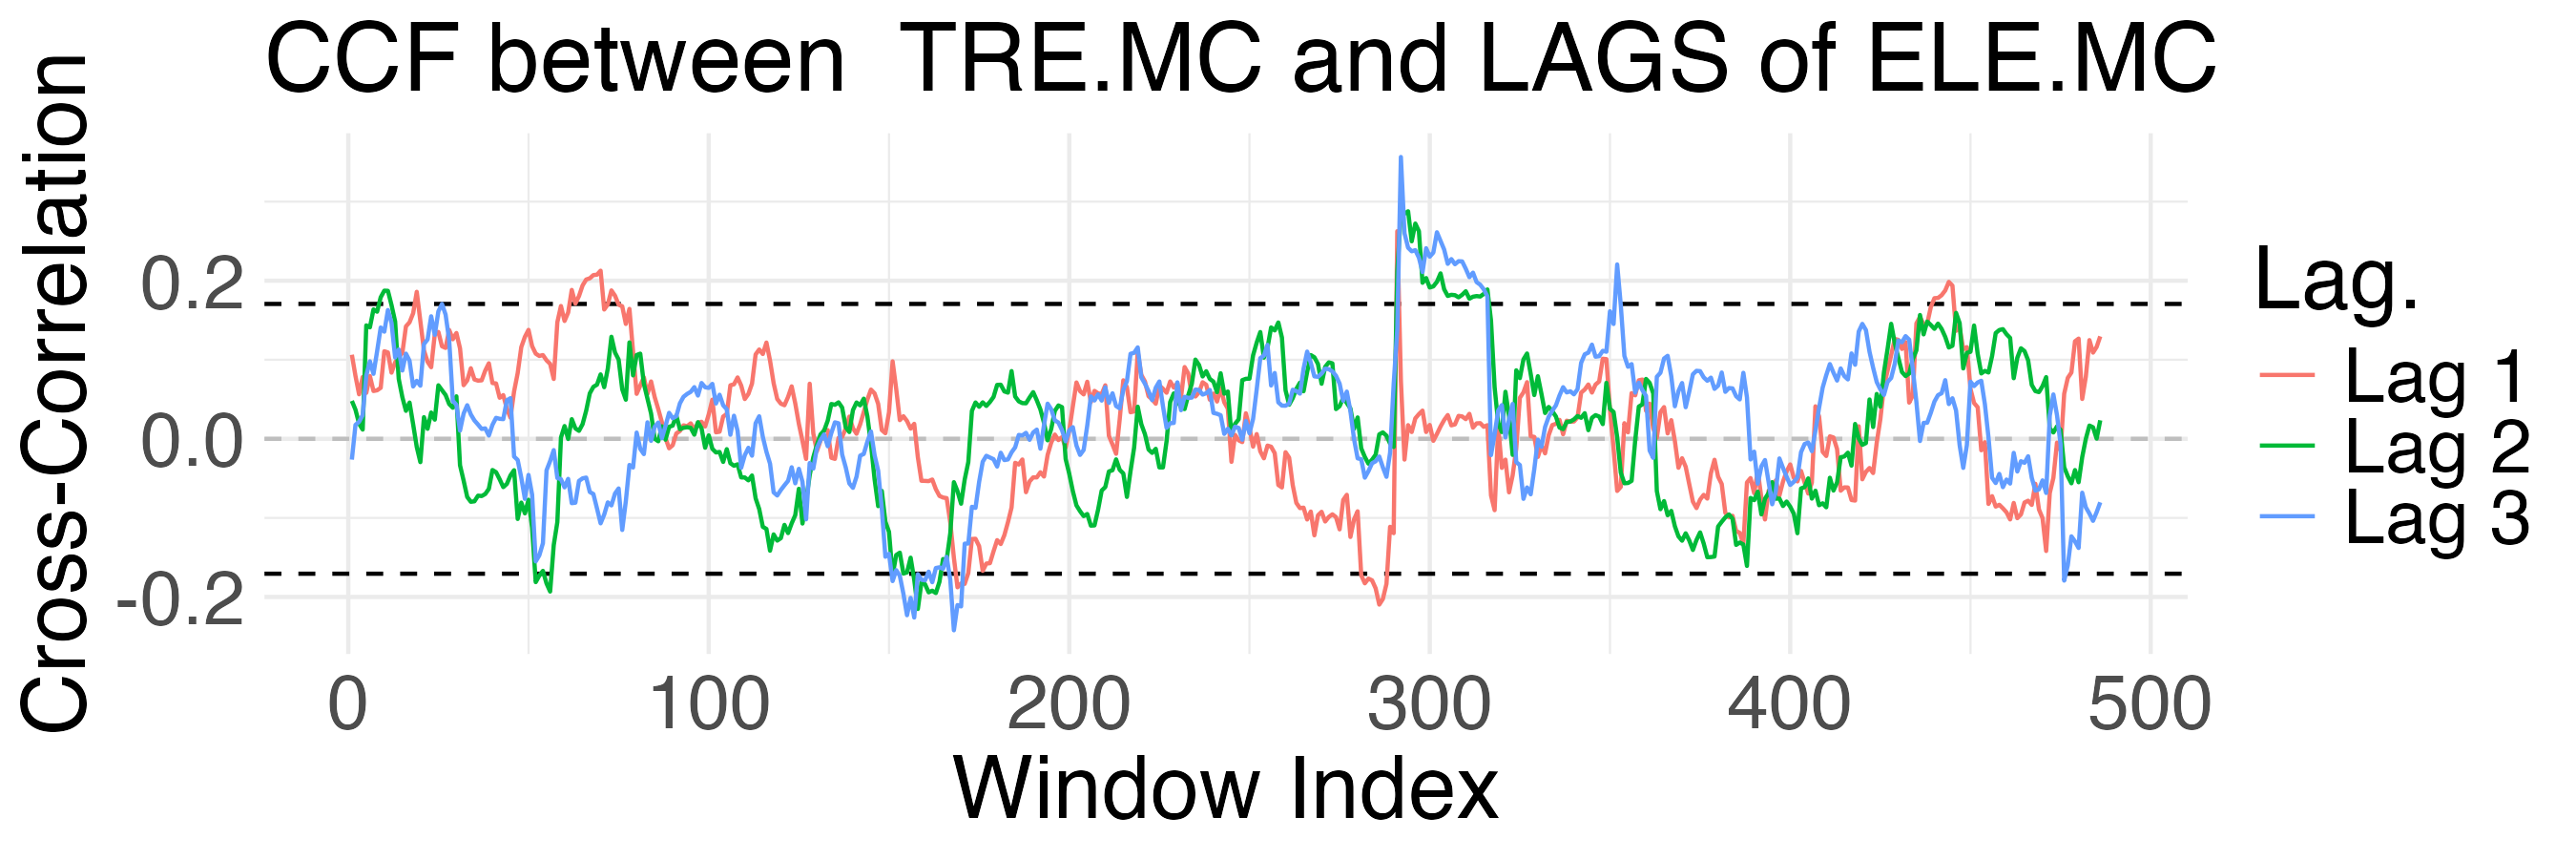 CCF between  TRE.MC and LAGS of ELE.MC
Cross-Correlation
0.2
0.0
-0.2
0
100
200
300
400
500
Window Index
Lag.
Lag 1
Lag 2
Lag 3